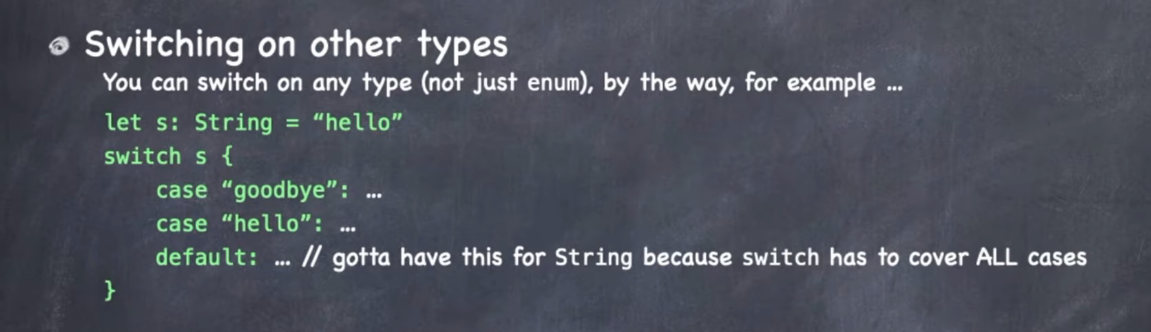 Switching on other types
You can switch on any type (not just enum), by the way, for example …
let s: String = “hello”
switch s {
case “goodbye”: …
case “hello”: …
default: … // gotta have this for String because switch has to cover ALL cases
}